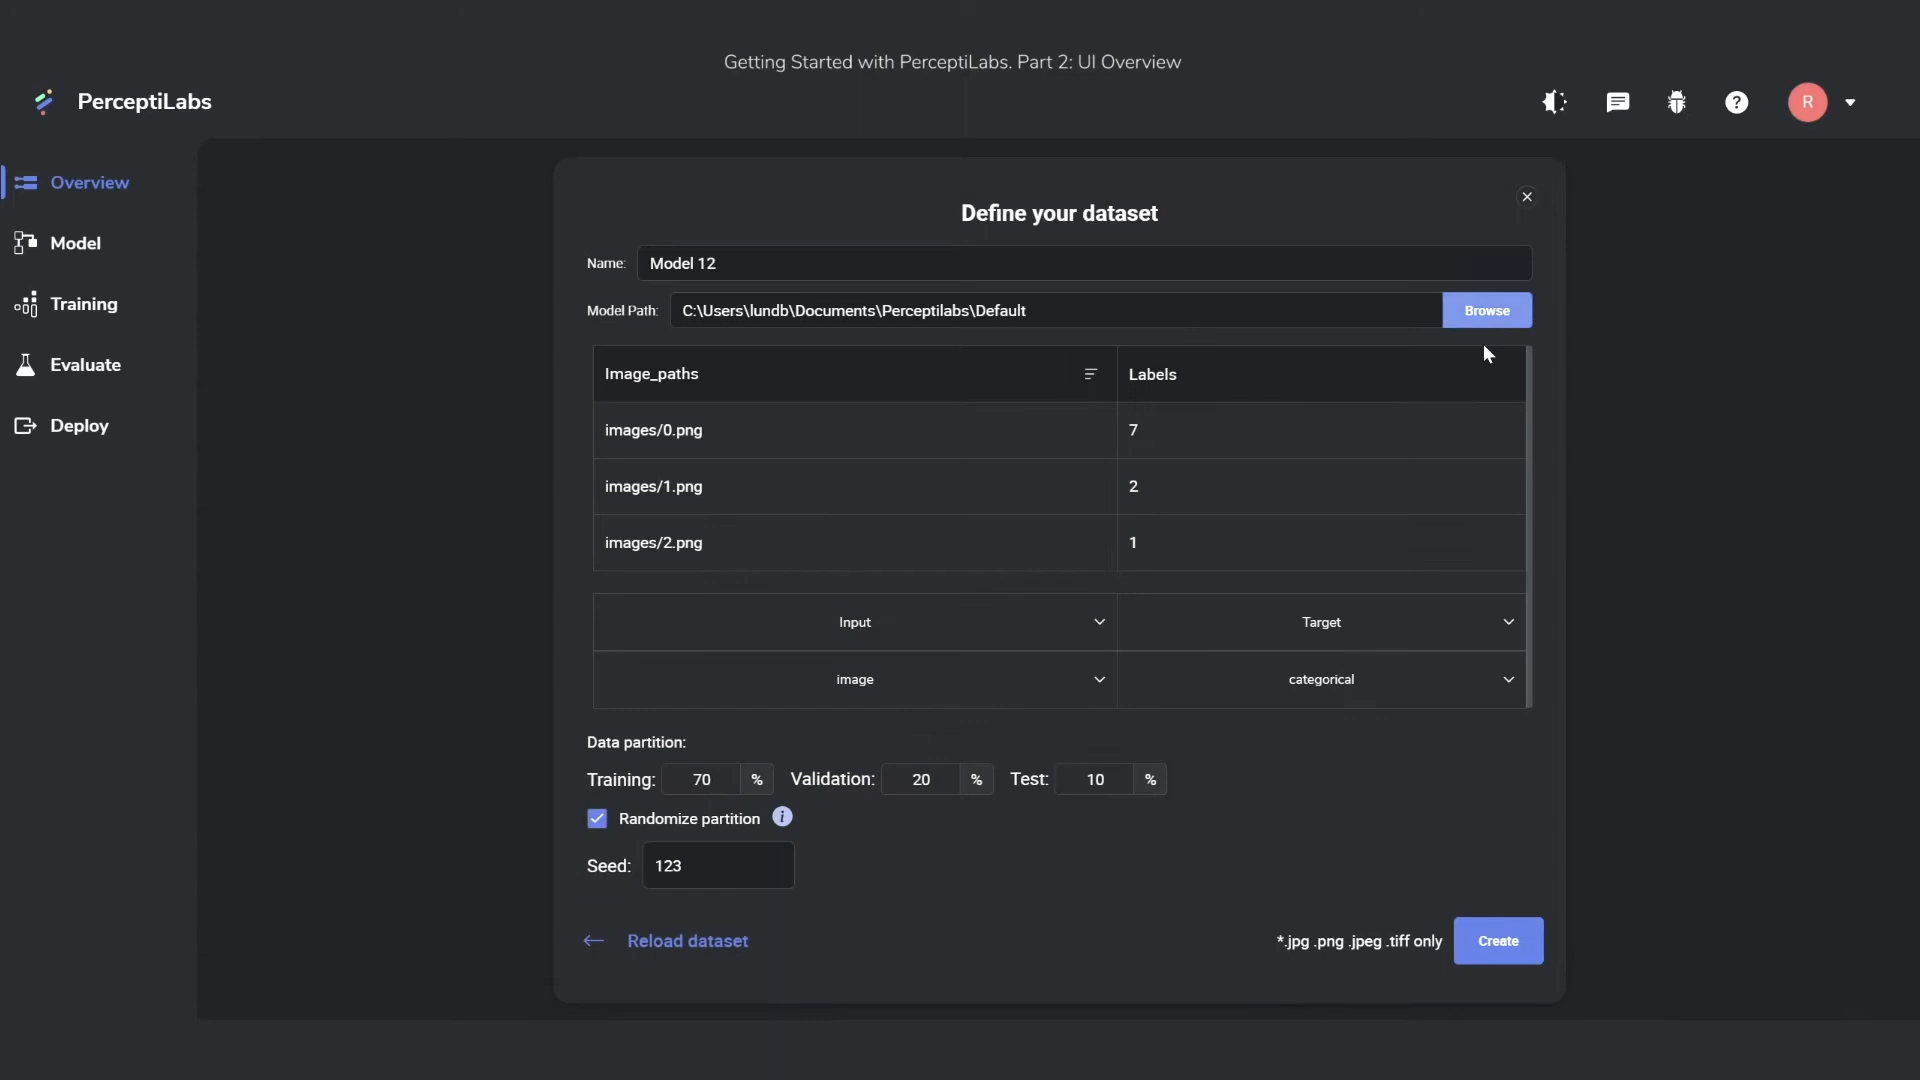 Getting Started with PerceptiLabs. Part 2: UI Overview
PerceptiLabs
?
R
Overview
Model
Training
Evaluate
Deploy
Define your dataset
Name: Model 12
Model Path: C:\Users\lundb\Documents\Perceptilabs\Default Browse
Image_paths Labels
images/0.png 7
images/1.png 2
images/2.png 1
Input Target
image categorical
Data partition:
Training: 70 % Validation: 20 % Test: 10 %
Randomize partition i
Seed: 123
Reload dataset *.jpg .png .jpeg .tiff only Create